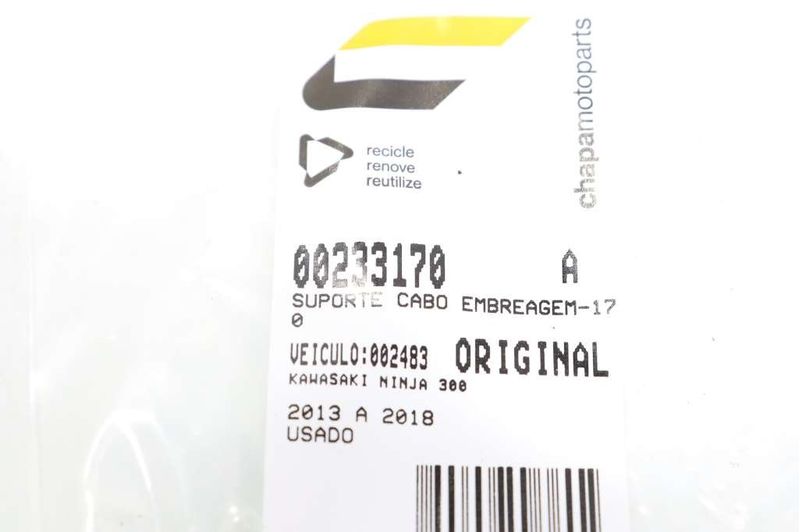 chapamotoparts
recicle
renove
reutilize
00233170 A
SUPORTE CABO EMBREAGEM-17
0
VEICULO:002483 ORIGINAL
KAWASAKI NINJA 300
2013 A 2018
USADO